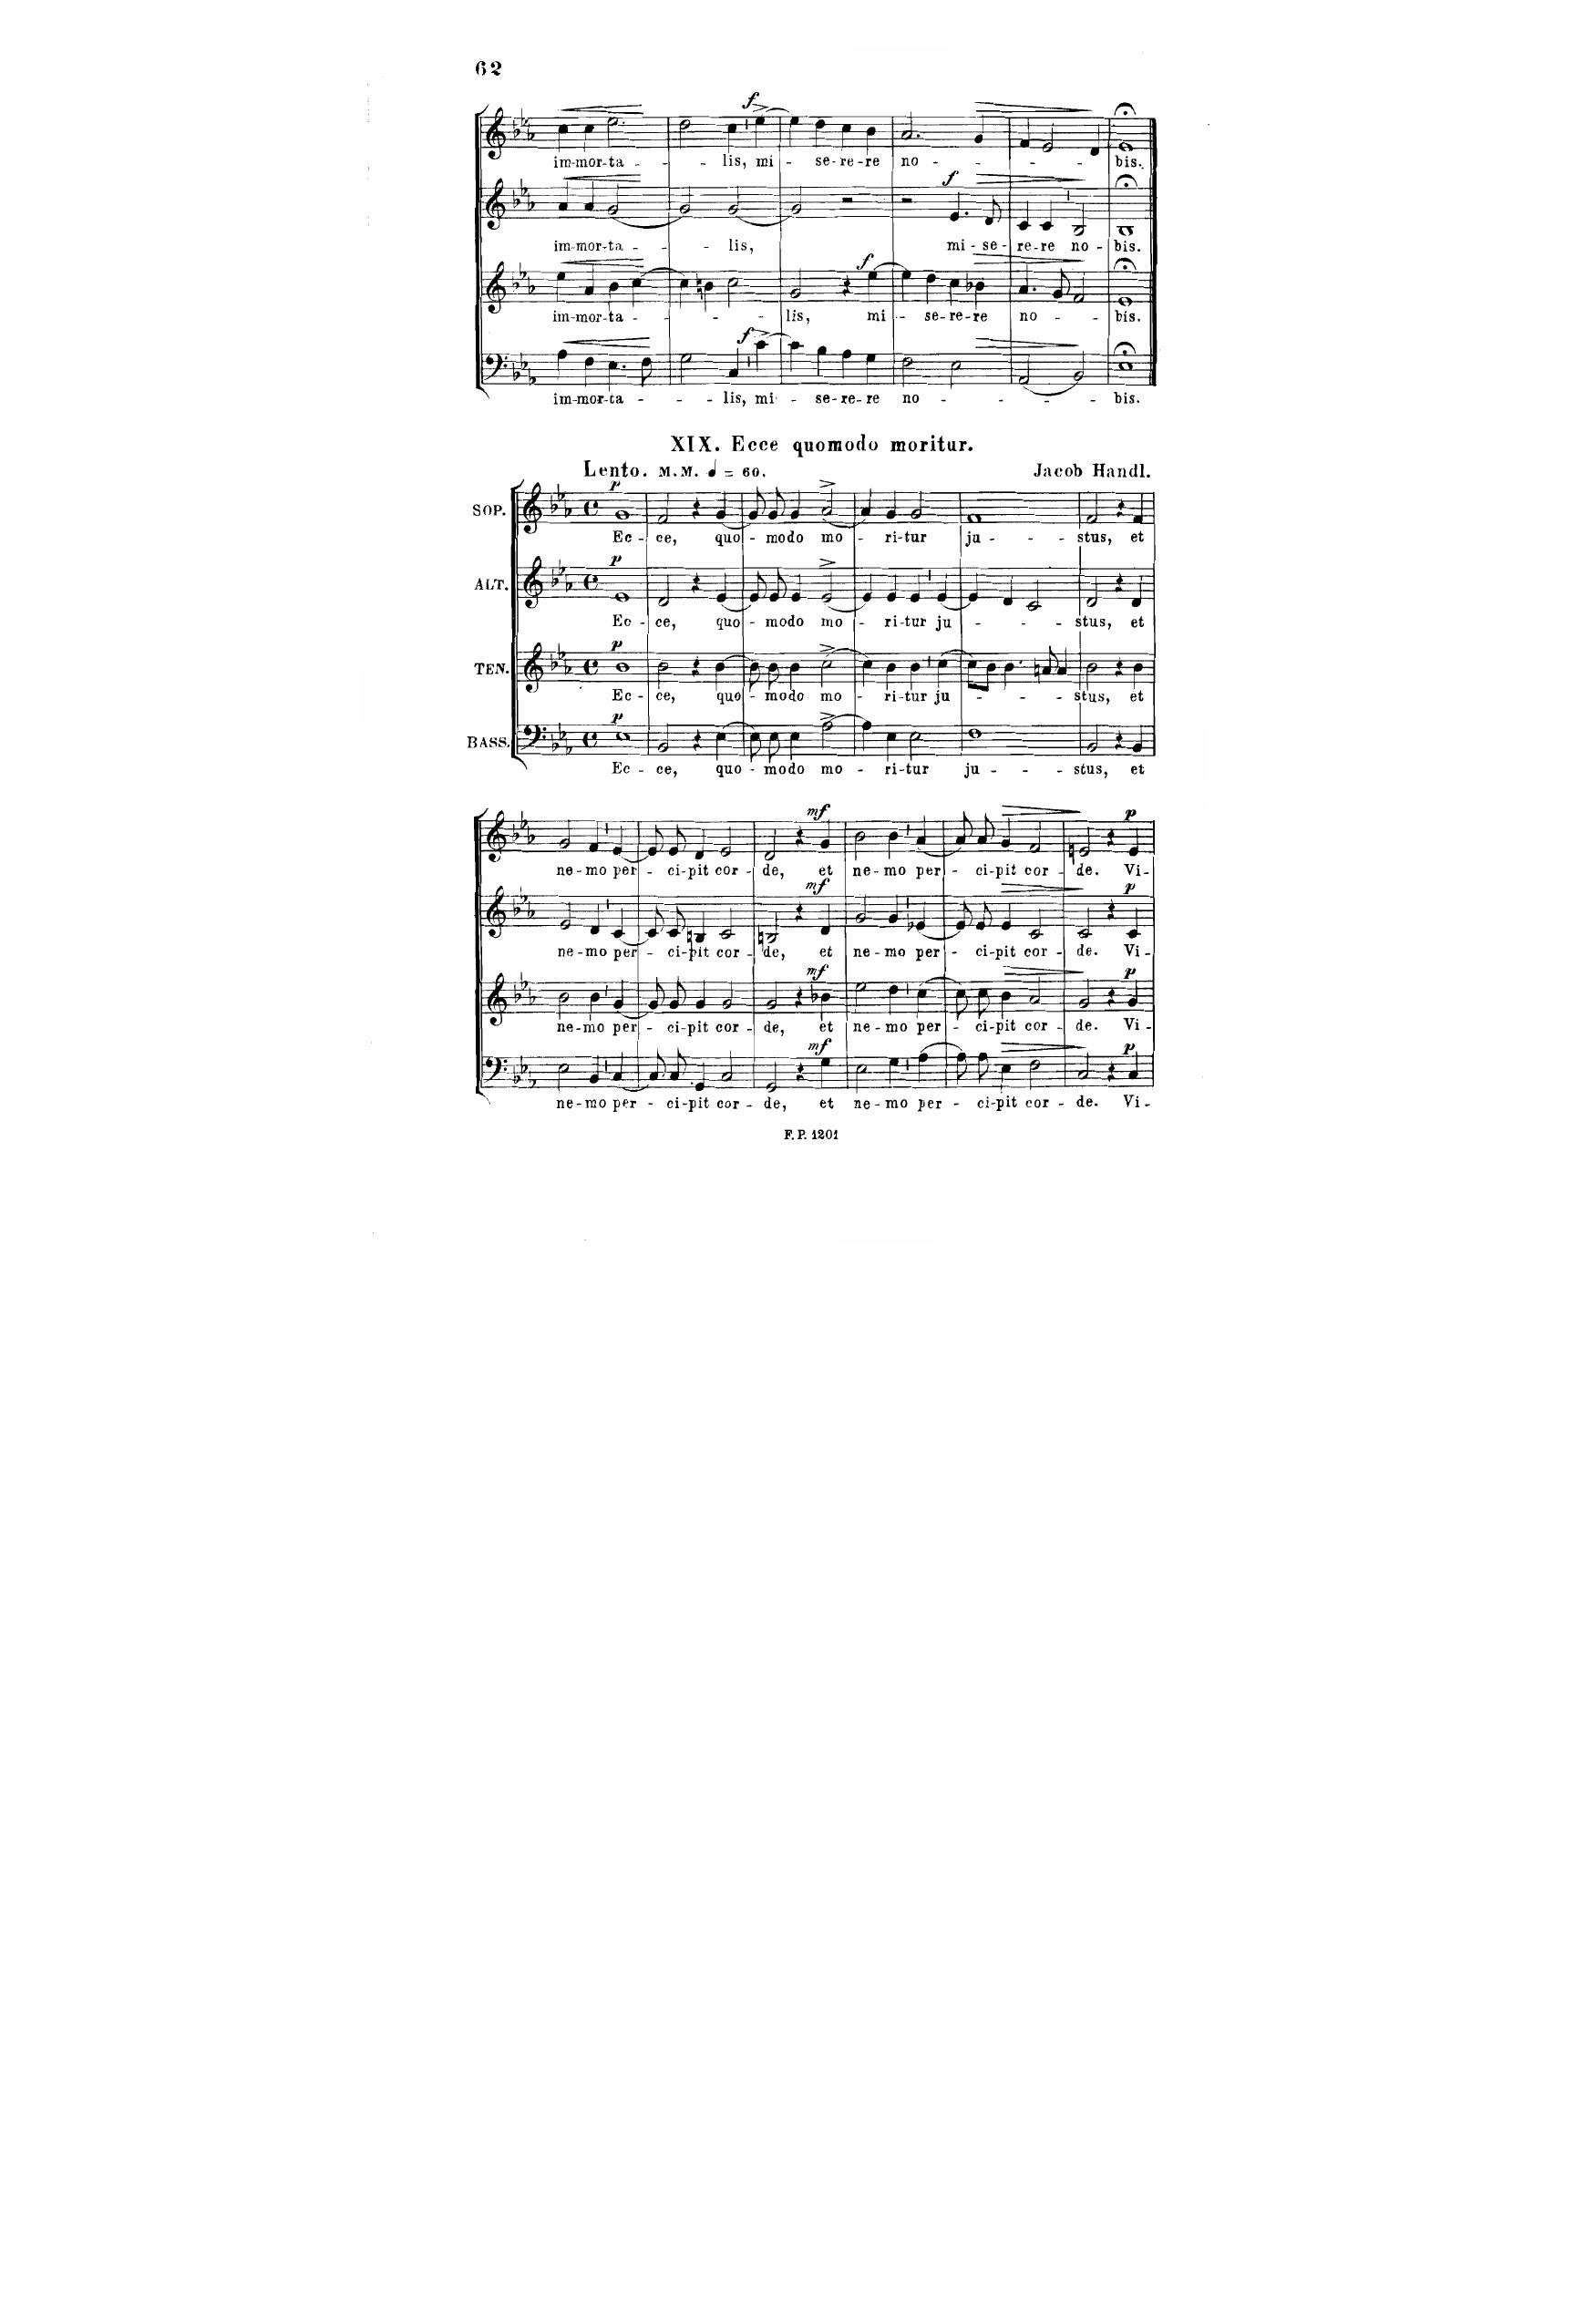 62
f
im-mor-ta - - lis, mi - se-re-re no - - - - bis.
f
im-mor-ta - - lis, mi - se-re-re no - bis.
f
im-mor-ta - - - - lis, mi - se-re-re no - - bis.
f
im-mor-ta - - - lis, mi - se-re-re no - - - - bis.
XIX. Ecce quomodo moritur.
Lento. M.M. = 60. Jacob Handl.
p
SOP.
Ec - ce, quo - modo mo - ri-tur ju - - - stus, et
p
ALT.
Ec - ce, quo - modo mo - ri-tur ju - - - stus, et
p
TEN.
Ec - ce, quo - modo mo - ri-tur ju - - - stus, et
p
BASS.
Ec - ce, quo - modo mo - ri-tur ju - - - stus, et
mf p
ne-mo per - ci-pit cor - de, et ne-mo per - ci-pit cor - de. Vi -
mf p
ne-mo per - ci-pit cor - de, et ne-mo per - ci-pit cor - de. Vi -
mf p
ne-mo per - ci-pit cor - de, et ne-mo per - ci-pit cor - de. Vi -
mf p
ne-mo per - ci-pit cor - de, et ne-mo per - ci-pit cor - de. Vi -
F. P. 1201